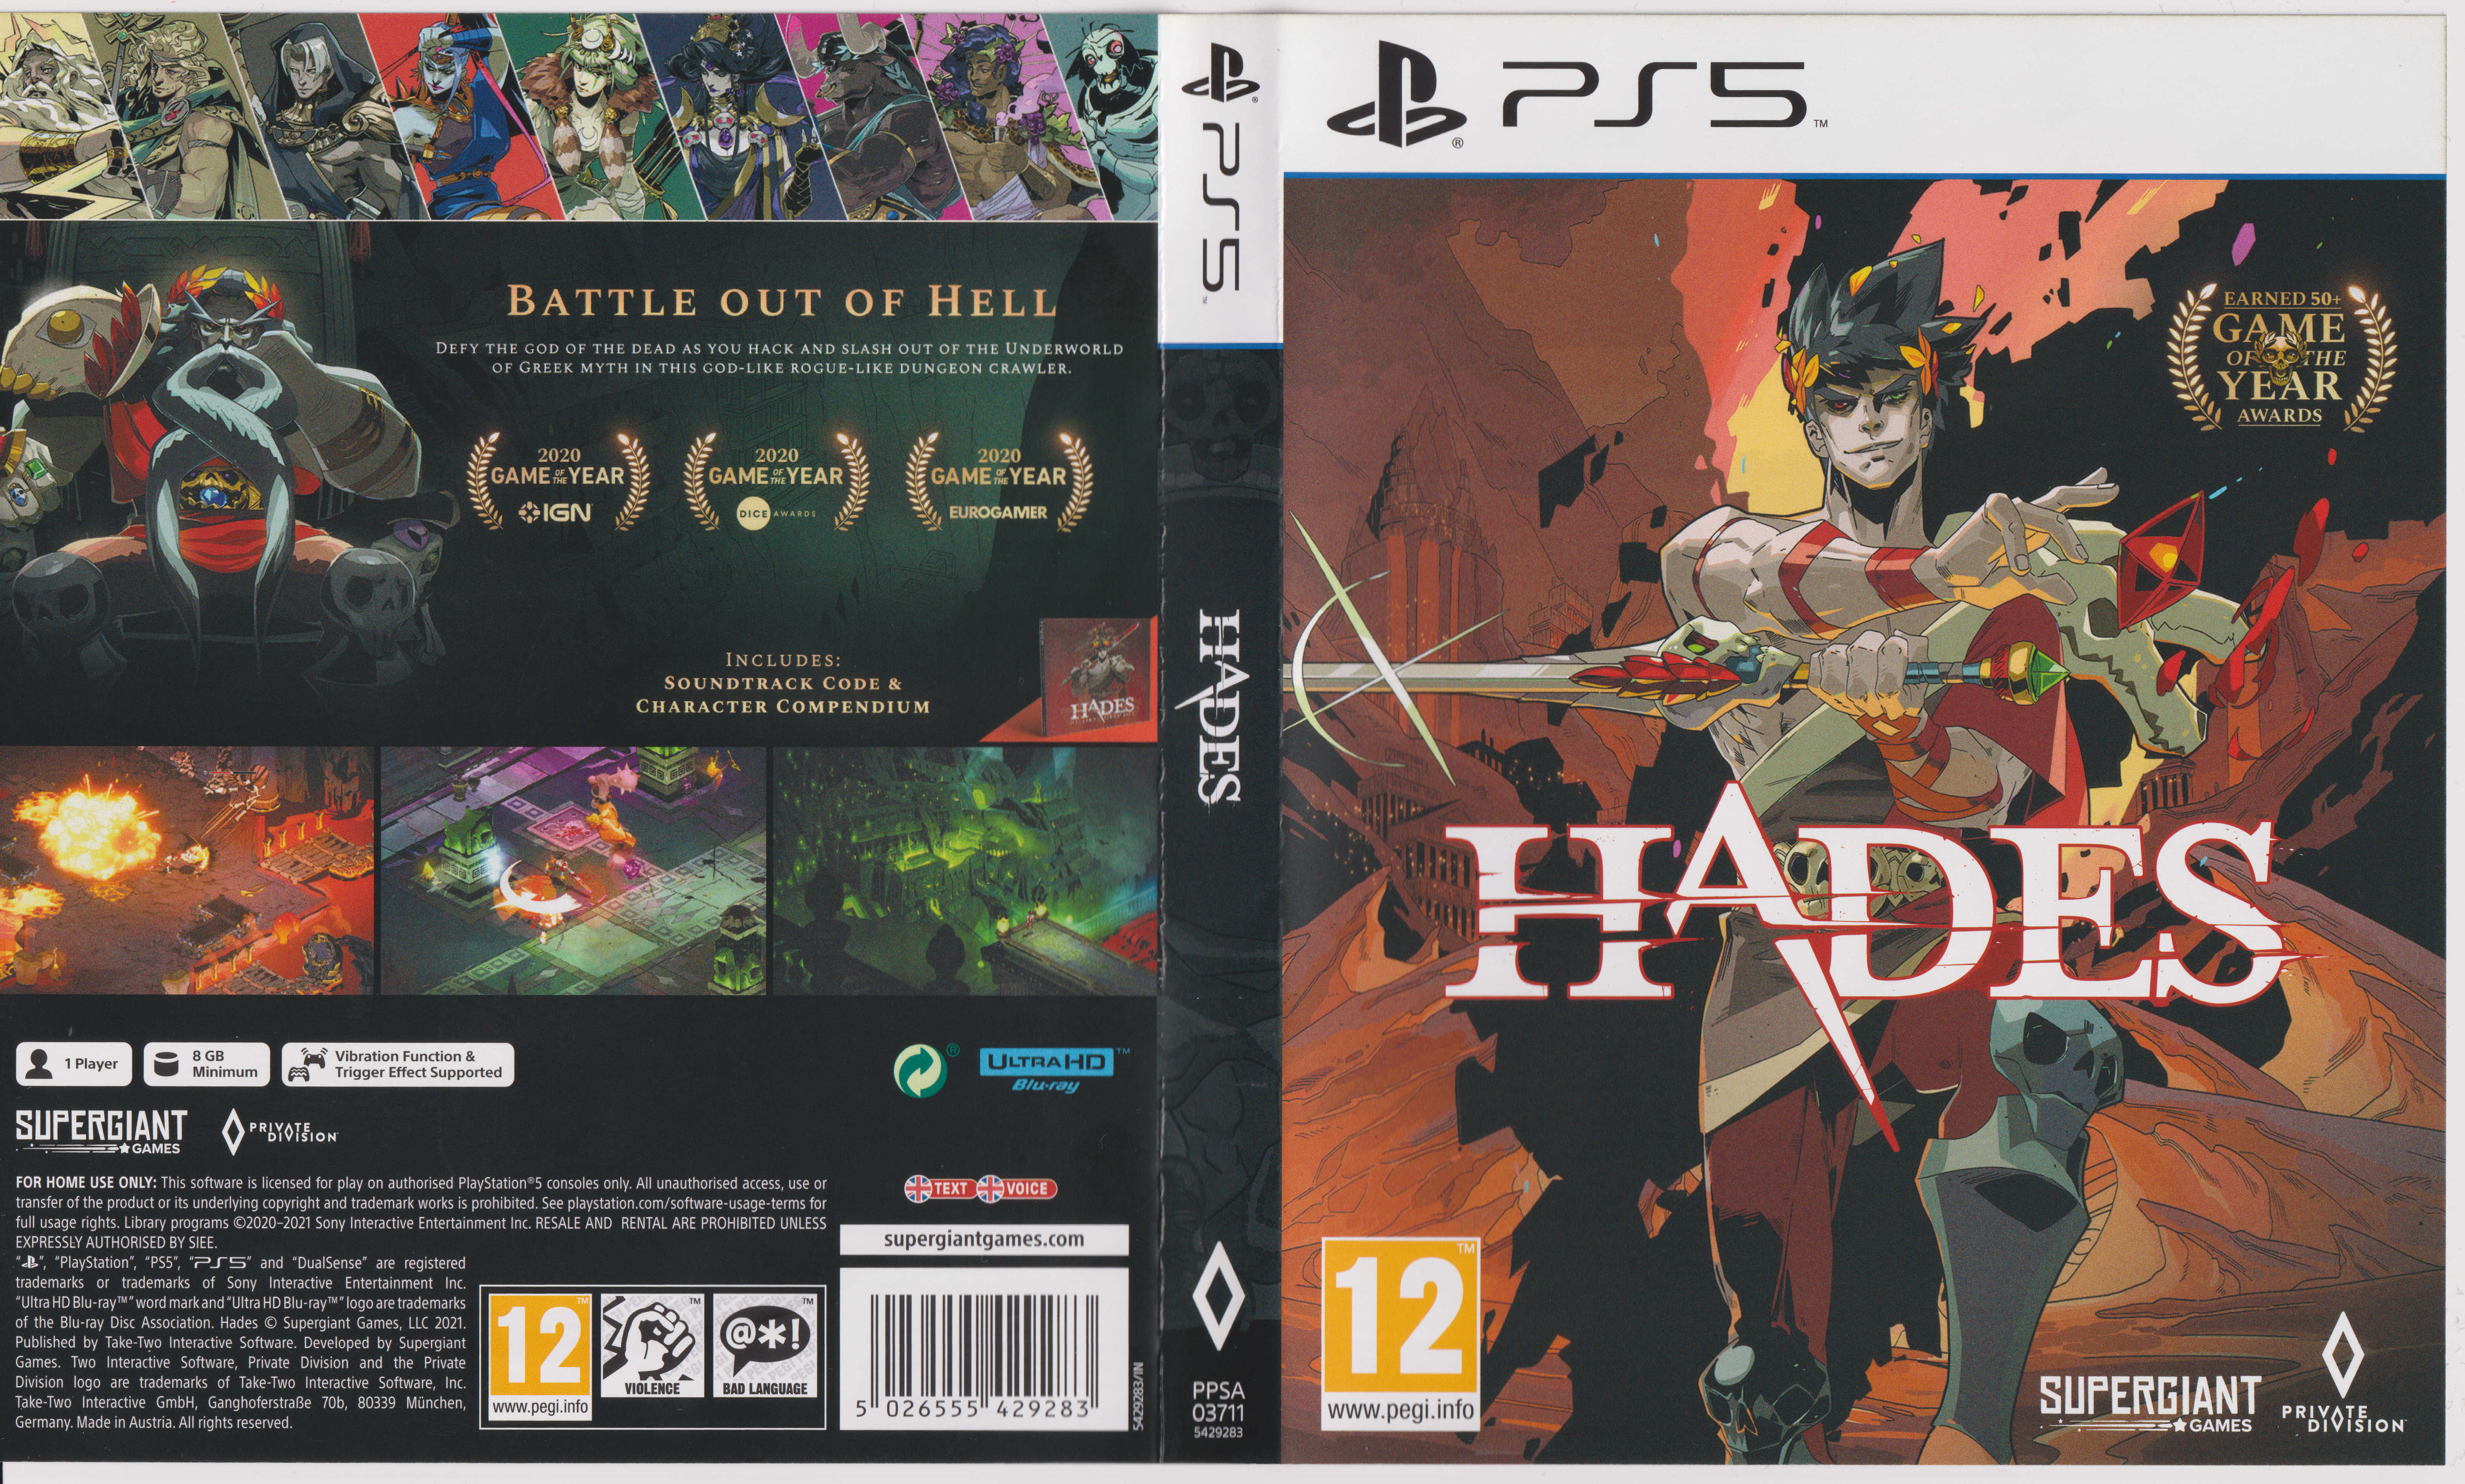 BATTLE OUT OF HELL
DEFY THE GOD OF THE DEAD AS YOU HACK AND SLASH OUT OF THE UNDERWORLD
OF GREEK MYTH IN THIS GOD-LIKE ROGUE-LIKE DUNGEON CRAWLER.
2020
GAME OF THE YEAR
IGN
2020
GAME OF THE YEAR
DICE AWARDS
2020
GAME OF THE YEAR
EUROGAMER
INCLUDES:
SOUNDTRACK CODE &
CHARACTER COMPENDIUM
HADES
1 Player
8 GB
Minimum
Vibration Function &
Trigger Effect Supported
®
ULTRA HD™
Blu-ray
SUPERGIANT
GAMES
PRIVATE
DIVISION
FOR HOME USE ONLY: This software is licensed for play on authorised PlayStation®5 consoles only. All unauthorised access, use or
transfer of the product or its underlying copyright and trademark works is prohibited. See playstation.com/software-usage-terms for
full usage rights. Library programs ©2020–2021 Sony Interactive Entertainment Inc. RESALE AND RENTAL ARE PROHIBITED UNLESS
EXPRESSLY AUTHORISED BY SIEE.
“PS”, “PlayStation”, “PS5”, “PS5” and “DualSense” are registered
trademarks or trademarks of Sony Interactive Entertainment Inc.
“Ultra HD Blu-ray™” word mark and “Ultra HD Blu-ray™” logo are trademarks
of the Blu-ray Disc Association. Hades © Supergiant Games, LLC 2021.
Published by Take-Two Interactive Software. Developed by Supergiant
Games. Two Interactive Software, Private Division and the Private
Division logo are trademarks of Take-Two Interactive Software, Inc.
Take-Two Interactive GmbH, Ganghoferstraße 70b, 80339 München,
Germany. Made in Austria. All rights reserved.
TEXT VOICE
supergiantgames.com
12™
www.pegi.info
™
VIOLENCE
@*!™
BAD LANGUAGE
5 026555 429283
5429283/IN
PS5
HADES
PPSA
03711
5429283
® PS5™
EARNED 50+
GAME
OF THE
YEAR
AWARDS
HADES
12™
www.pegi.info
SUPERGIANT
GAMES
PRIVATE
DIVISION